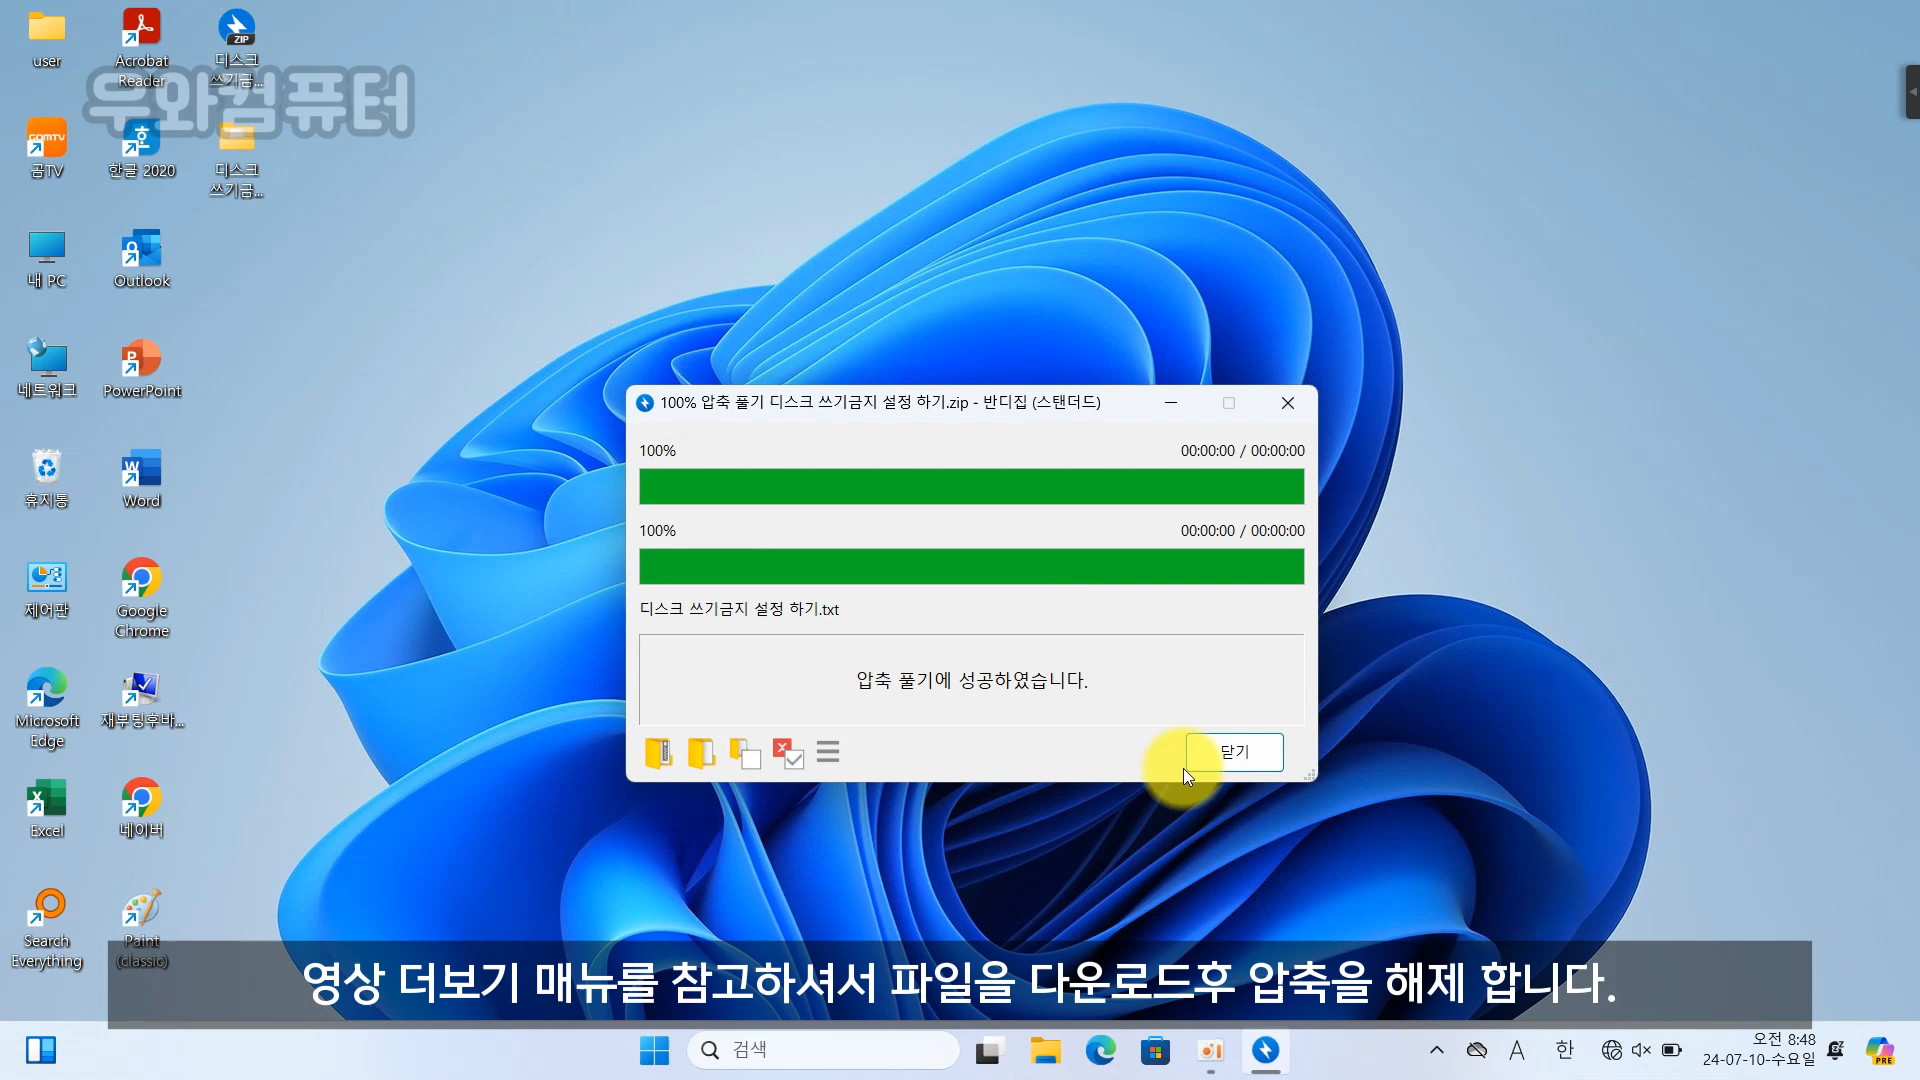 user
Acrobat
Reader
ZIP
디스크
쓰기금...
두와컴퓨터
GOMTV
곰TV
한글 2020
디스크
쓰기금...
내 PC
Outlook
네트워크
PowerPoint
휴지통
Word
제어판
Google
Chrome
Microsoft
Edge
재부팅후바...
Excel
네이버
Search
Everything
Paint
(classic)
100% 압축 풀기 디스크 쓰기금지 설정 하기.zip - 반디집 (스탠더드)
100%
00:00:00 / 00:00:00
100%
00:00:00 / 00:00:00
디스크 쓰기금지 설정 하기.txt
압축 풀기에 성공하였습니다.
닫기
영상 더보기 매뉴를 참고하셔서 파일을 다운로드후 압축을 해제 합니다.
검색
A
한
오전 8:48
24-07-10-수요일
PRE